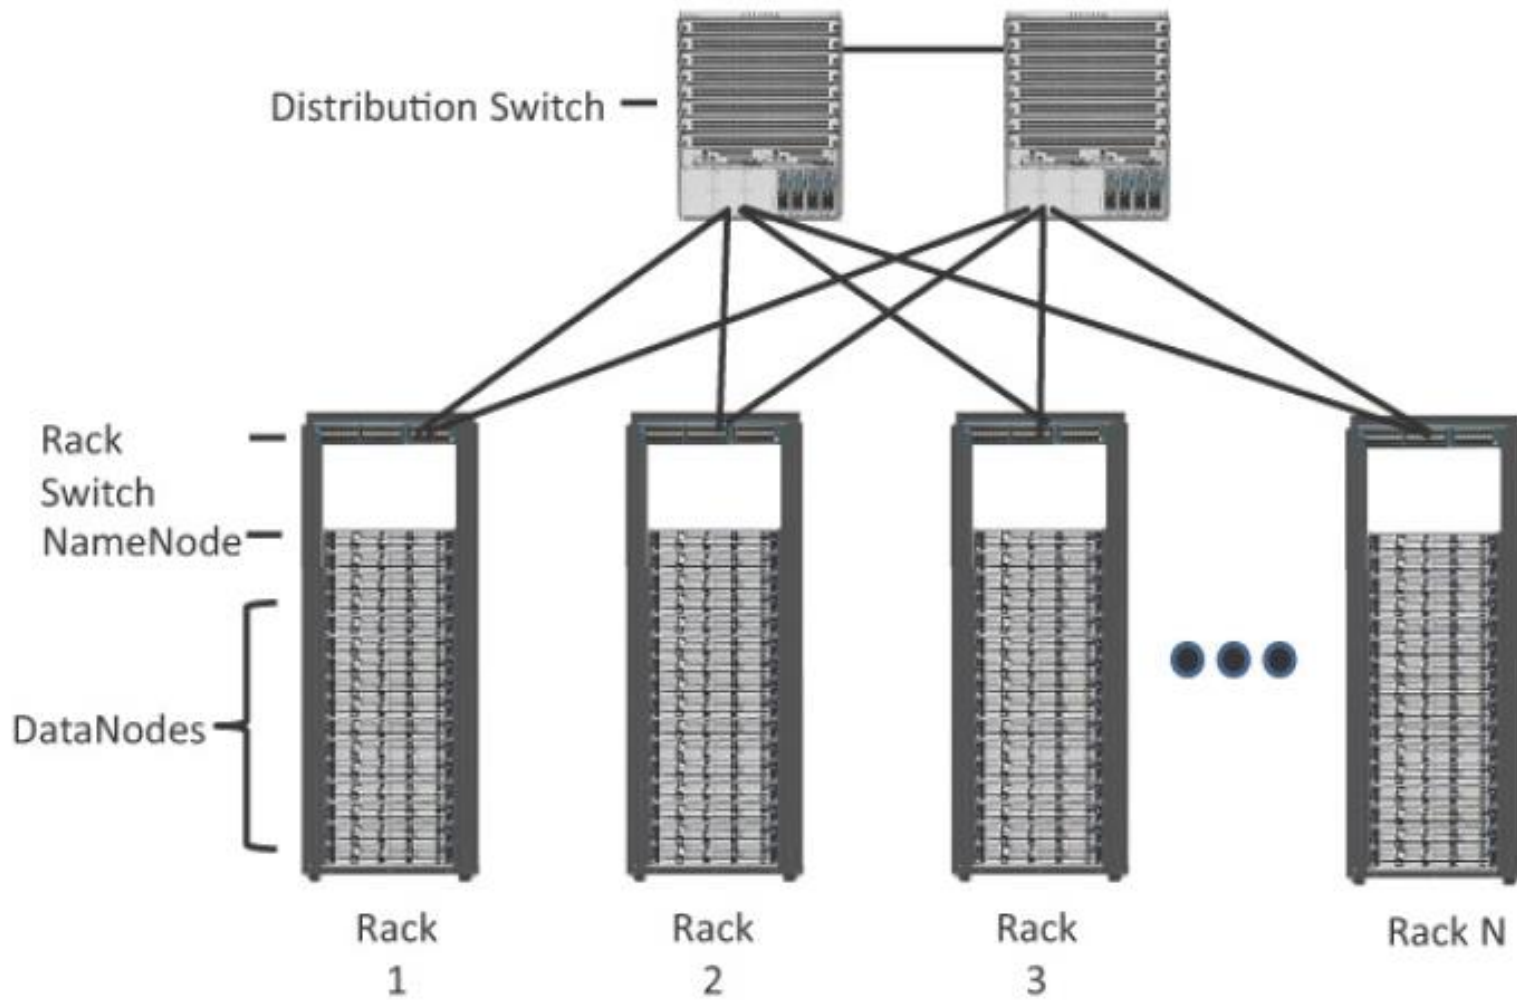 Distribution Switch
Rack
Switch
NameNode
DataNodes
Rack
1
Rack
2
Rack
3
Rack N